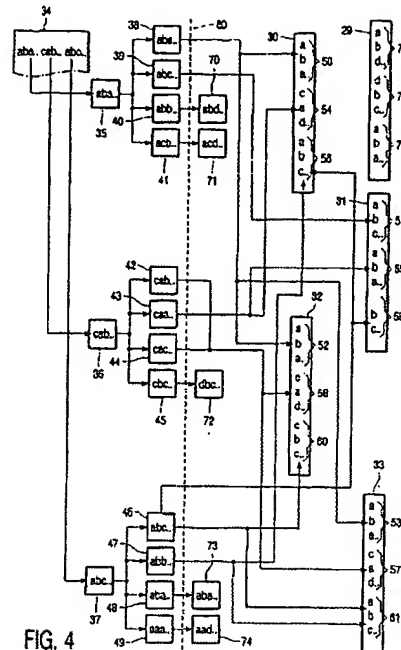 34
aba.. cab.. abc..
38
80
aba..
39
abc..
70
abb..
abd..
40
aba..
35
acb..
acd..
41
71
30
a
b
a..
50
c
a
d..
54
a
b
c..
58
29
a
b
d..
d
b
c..
a
b
a..
31
a
b
c..
a
b
a..
b
c..
42
cab..
43
caa..
44
cac..
cbc..
45
dbc..
72
cab..
36
32
a
b
a..
52
c
a
d..
56
c
b
c..
60
46
abc..
47
abb..
73
aba..
aba..
48
aaa..
aad..
49
74
abc..
37
33
a
b
a..
53
c
a
d..
57
a
b
c..
61
FIG. 4